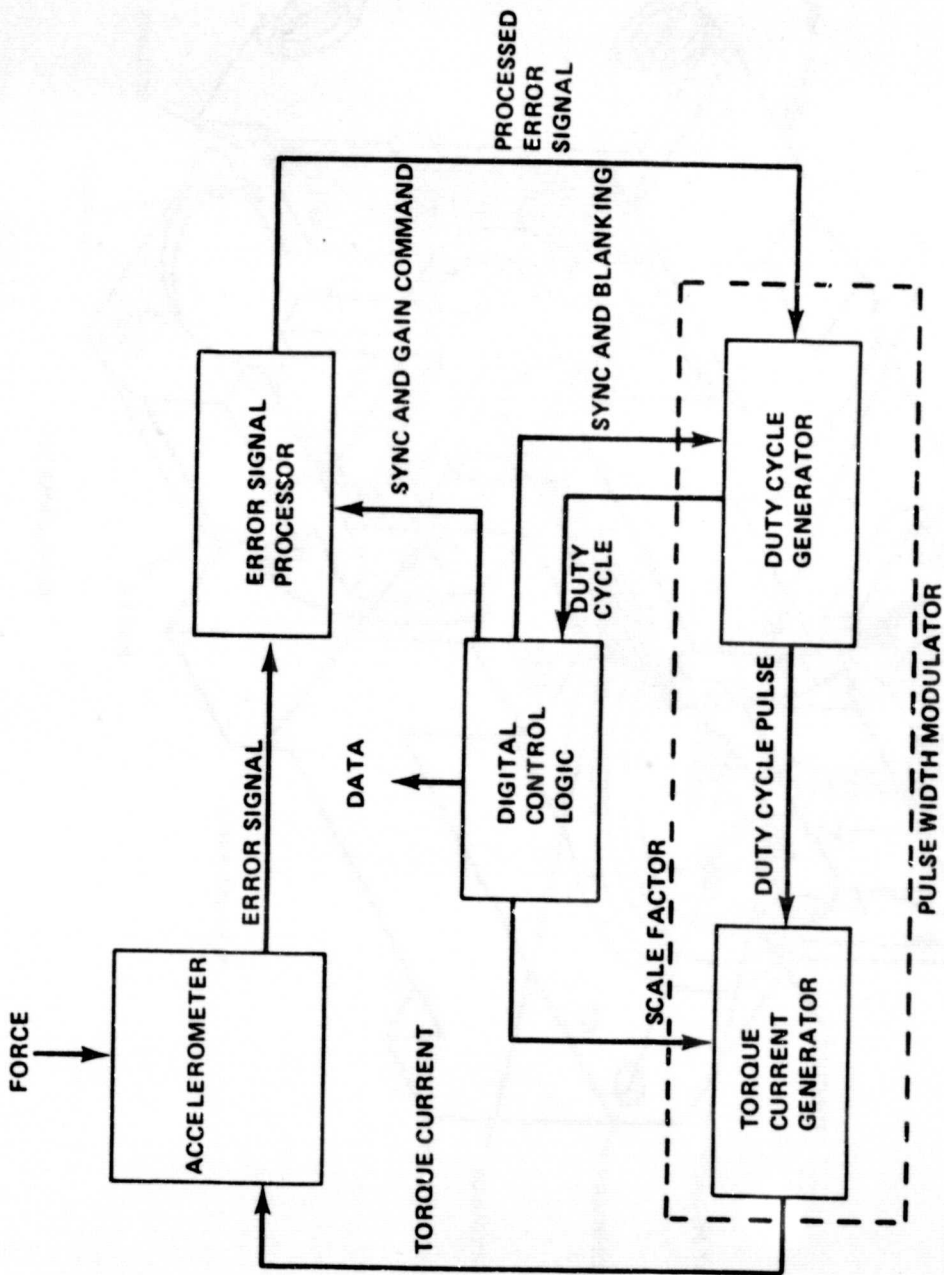 FORCE
ACCELEROMETER
ERROR SIGNAL
ERROR SIGNAL
PROCESSOR
PROCESSED
ERROR
SIGNAL
TORQUE CURRENT
DATA
SYNC AND GAIN COMMAND
DIGITAL
CONTROL
LOGIC
DUTY
CYCLE
SYNC AND BLANKING
SCALE FACTOR
TORQUE
CURRENT
GENERATOR
DUTY CYCLE PULSE
DUTY CYCLE
GENERATOR
PULSE WIDTH MODULATOR